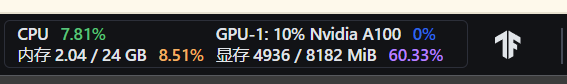 CPU 7.81% GPU-1: 10% Nvidia A100 0%
内存 2.04 / 24 GB 8.51% 显存 4936 / 8182 MiB 60.33%